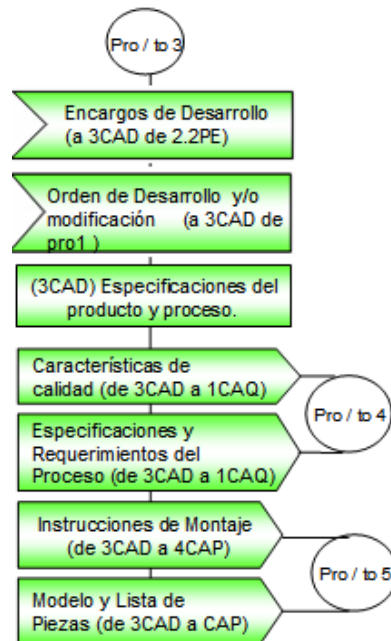 Pro / to 3
Encargos de Desarrollo
(a 3CAD de 2.2PE)
Orden de Desarrollo y/o
modificación (a 3CAD de
pro1 )
(3CAD) Especificaciones del
producto y proceso.
Características de
calidad (de 3CAD a 1CAQ)
Pro / to 4
Especificaciones y
Requerimientos del
Proceso (de 3CAD a 1CAQ)
Instrucciones de Montaje
(de 3CAD a 4CAP)
Pro / to 5
Modelo y Lista de
Piezas (de 3CAD a CAP)